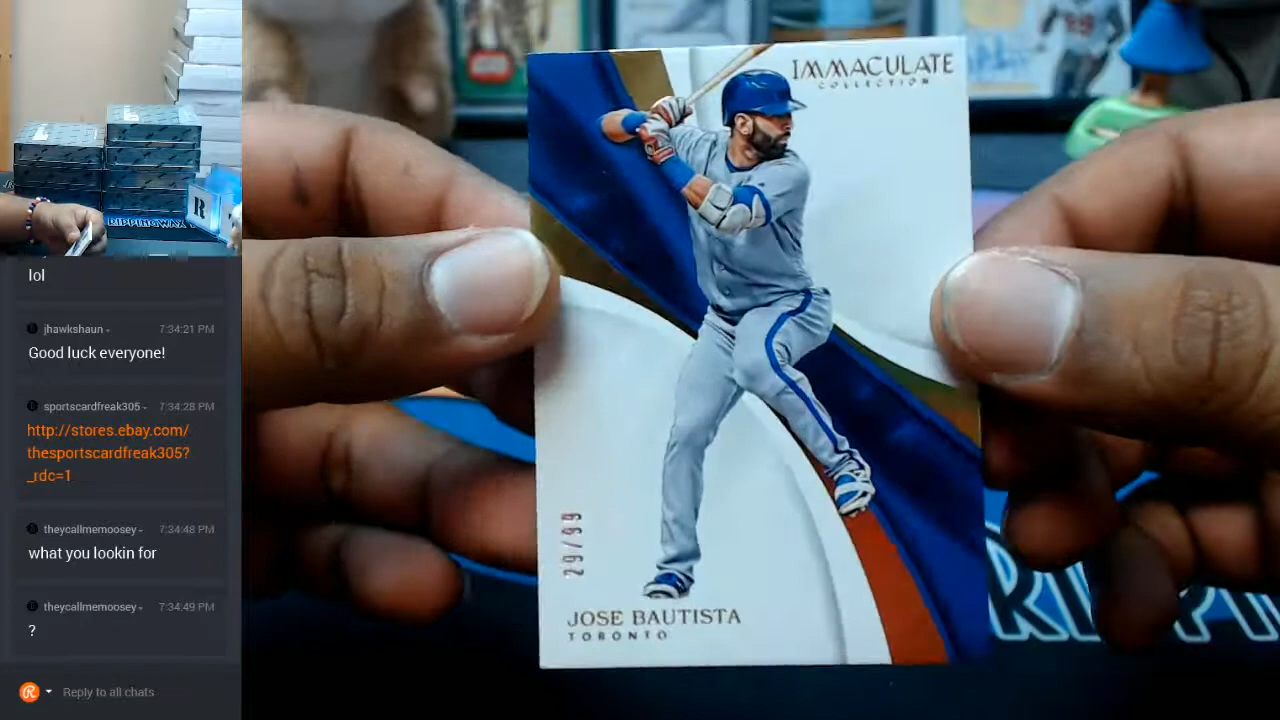 RIPPINGWAX
lol
jhawkshaun 7:34:21 PM
Good luck everyone!
sportscardfreak305 7:34:28 PM
http://stores.ebay.com/
thesportscardfreak305?
_rdc=1
theycallmemoosey 7:34:48 PM
what you lookin for
theycallmemoosey 7:34:49 PM
?
R
Reply to all chats
IMMACULATE
COLLECTION
29/99
JOSE BAUTISTA
TORONTO